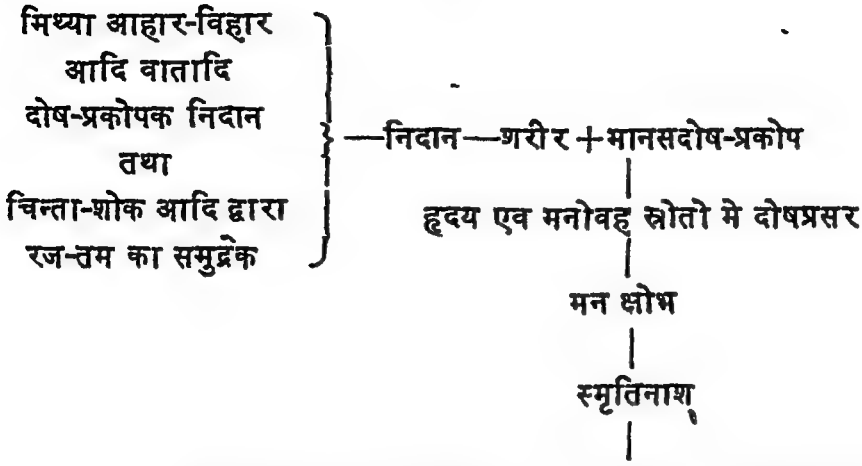 मिथ्या आहार-विहार
आदि वातादि
दोष-प्रकोपक निदान
तथा
चिन्ता-शोक आदि द्वारा
रज-तम का समुद्रेक
—निदान—शरीर+मानसदोष-प्रकोप
हृदय एव मनोवह स्रोतो मे दोषप्रसर
मन क्षोभ
स्मृतिनाश